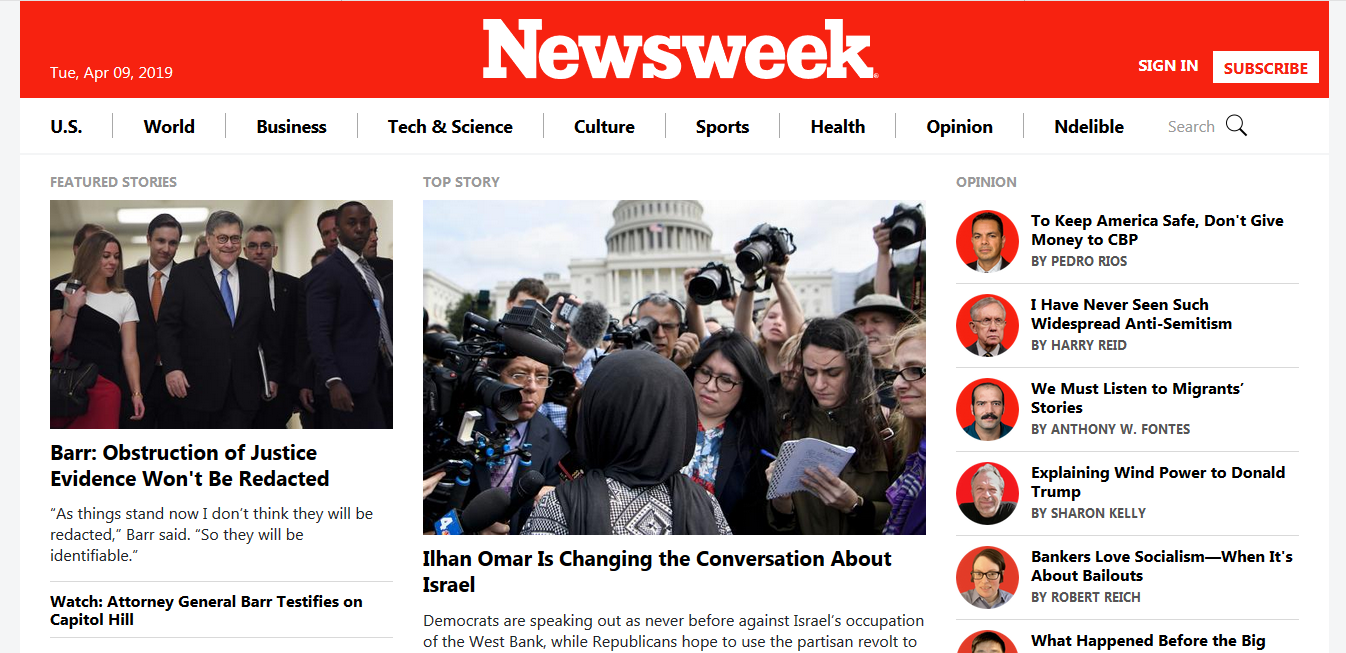 Newsweek
Tue, Apr 09, 2019
SIGN IN
SUBSCRIBE
U.S.
World
Business
Tech & Science
Culture
Sports
Health
Opinion
Ndelible
Search
FEATURED STORIES
Barr: Obstruction of Justice
Evidence Won't Be Redacted
“As things stand now I don’t think they will be
redacted,” Barr said. “So they will be
identifiable.”
Watch: Attorney General Barr Testifies on
Capitol Hill
TOP STORY
4
Ilhan Omar Is Changing the Conversation About
Israel
Democrats are speaking out as never before against Israel’s occupation
of the West Bank, while Republicans hope to use the partisan revolt to
OPINION
To Keep America Safe, Don't Give
Money to CBP
BY PEDRO RIOS
I Have Never Seen Such
Widespread Anti-Semitism
BY HARRY REID
We Must Listen to Migrants’
Stories
BY ANTHONY W. FONTES
Explaining Wind Power to Donald
Trump
BY SHARON KELLY
Bankers Love Socialism—When It's
About Bailouts
BY ROBERT REICH
What Happened Before the Big